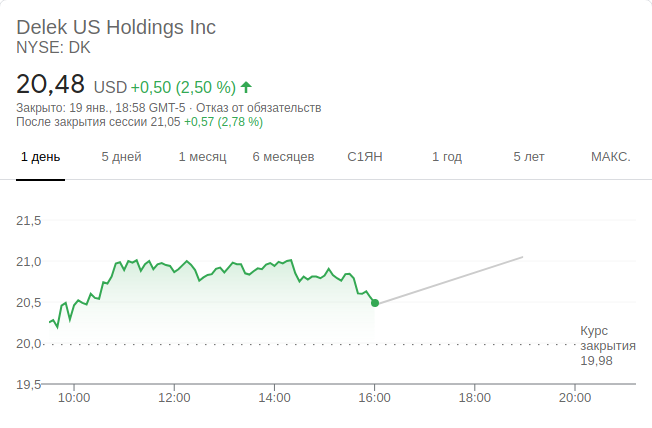 Delek US Holdings Inc
NYSE: DK
20,48 USD +0,50 (2,50 %)
Закрыто: 19 янв., 18:58 GMT-5 · Отказ от обязательств
После закрытия сессии 21,05 +0,57 (2,78 %)
1 день 5 дней 1 месяц 6 месяцев С1ЯН 1 год 5 лет МАКС.
21,5
21,0
20,5
20,0
Курс
закрытия
19,98
19,5
10:00 12:00 14:00 16:00 18:00 20:00